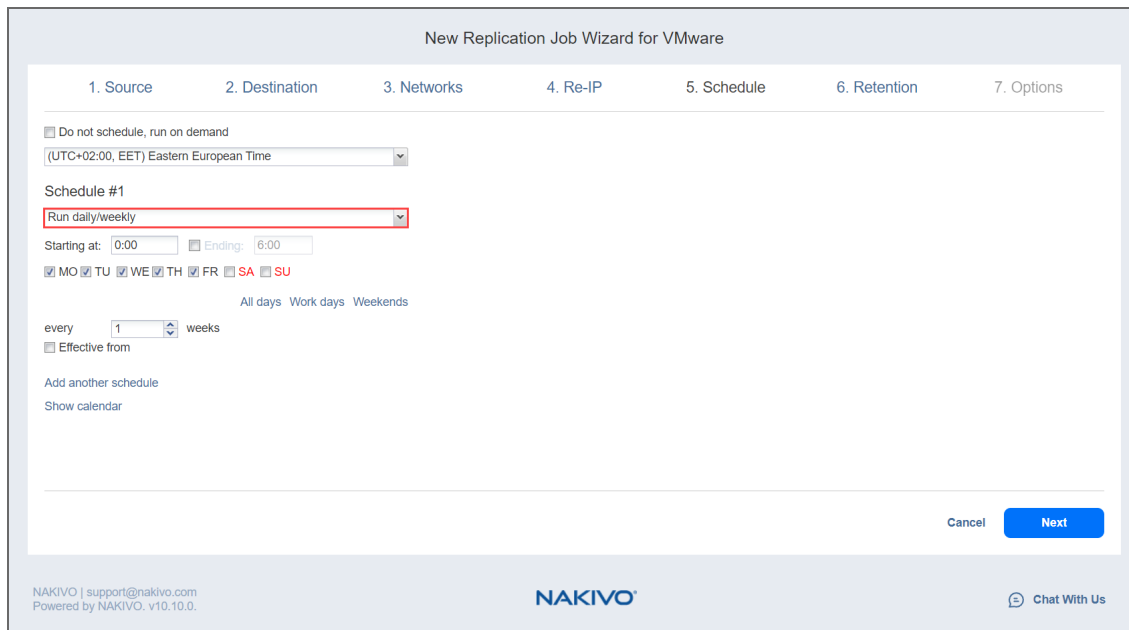 New Replication Job Wizard for VMware
1. Source 2. Destination 3. Networks 4. Re-IP 5. Schedule 6. Retention 7. Options
Do not schedule, run on demand
(UTC+02:00, EET) Eastern European Time
Schedule #1
Run daily/weekly
Starting at: 0:00 Ending: 6:00
MO TU WE TH FR SA SU
All days Work days Weekends
every 1 weeks
Effective from
Add another schedule
Show calendar
Cancel Next
NAKIVO | support@nakivo.com
Powered by NAKIVO. v10.10.0.
NAKIVO®
Chat With Us